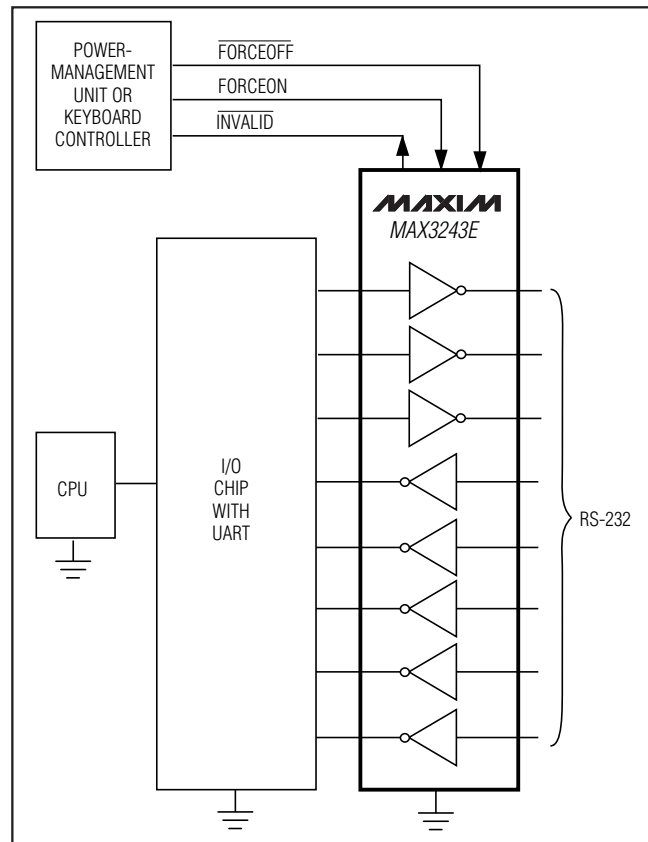 POWER-
MANAGEMENT
UNIT OR
KEYBOARD
CONTROLLER
FORCEOFF
FORCEON
INVALID
MAXIM
MAX3243E
CPU
I/O
CHIP
WITH
UART
RS-232